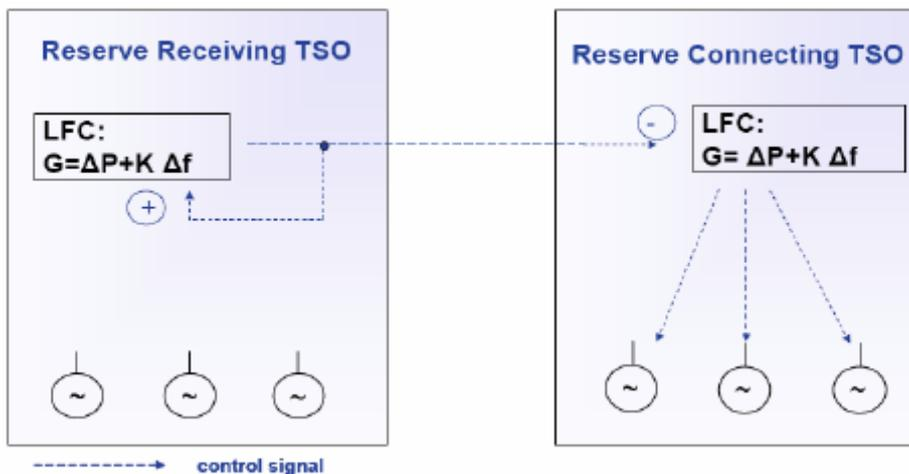 Reserve Receiving TSO
LFC:
G=ΔP+K Δf
+
~ ~ ~
Reserve Connecting TSO
-
LFC:
G= ΔP+K Δf
~ ~ ~
control signal